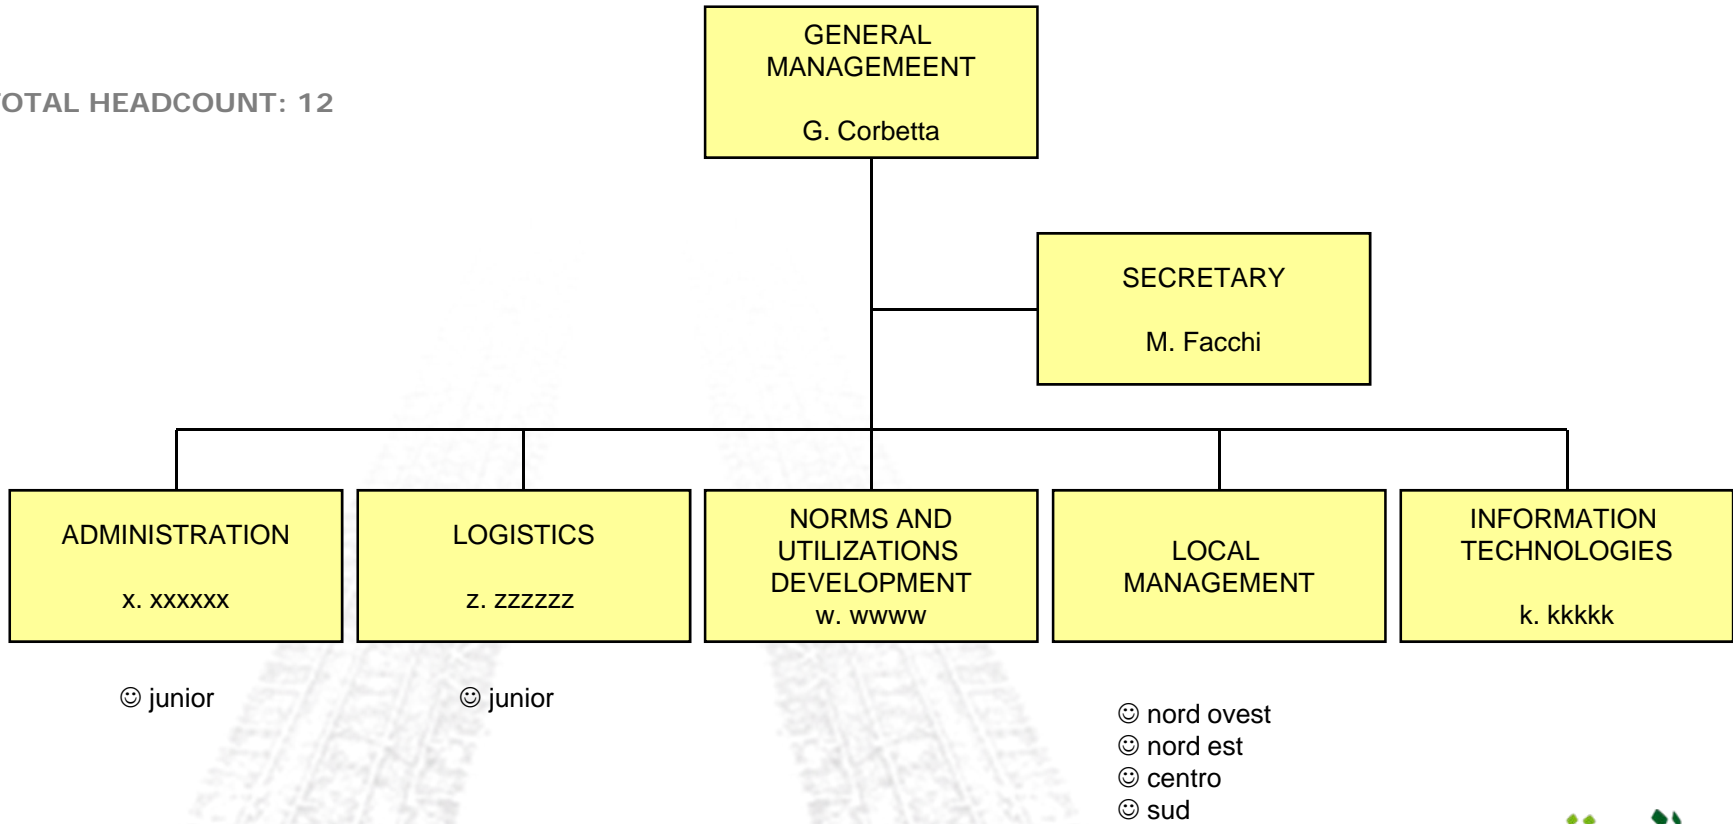 GENERAL
MANAGEMEENT
G. Corbetta
TOTAL HEADCOUNT: 12
SECRETARY
M. Facchi
ADMINISTRATION
x. xxxxxx
LOGISTICS
z. zzzzzz
NORMS AND
UTILIZATIONS
DEVELOPMENT
w. wwww
LOCAL
MANAGEMENT
INFORMATION
TECHNOLOGIES
k. kkkkk
☺ junior
☺ junior
☺ nord ovest
☺ nord est
☺ centro
☺ sud